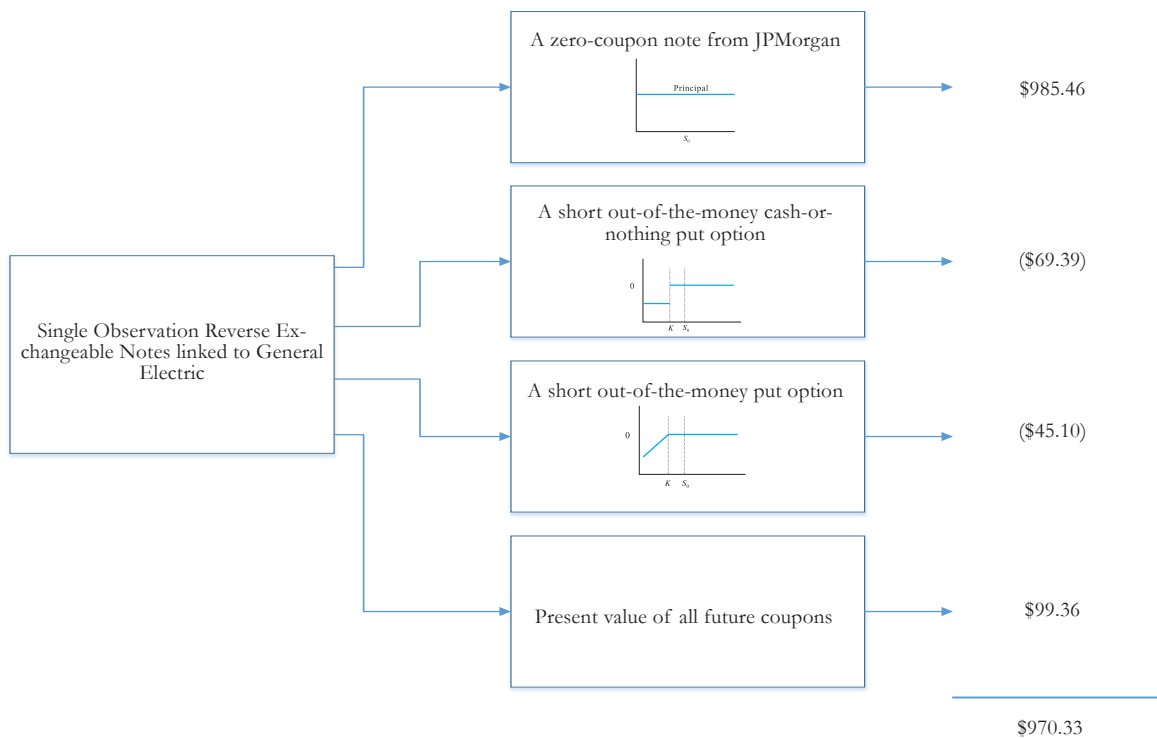 A zero-coupon note from JPMorgan
Principal
S₀
$985.46
A short out-of-the-money cash-or-
nothing put option
0
K S₀
($69.39)
Single Observation Reverse Ex-
changeable Notes linked to General
Electric
A short out-of-the-money put option
0
K S₀
($45.10)
Present value of all future coupons
$99.36
$970.33